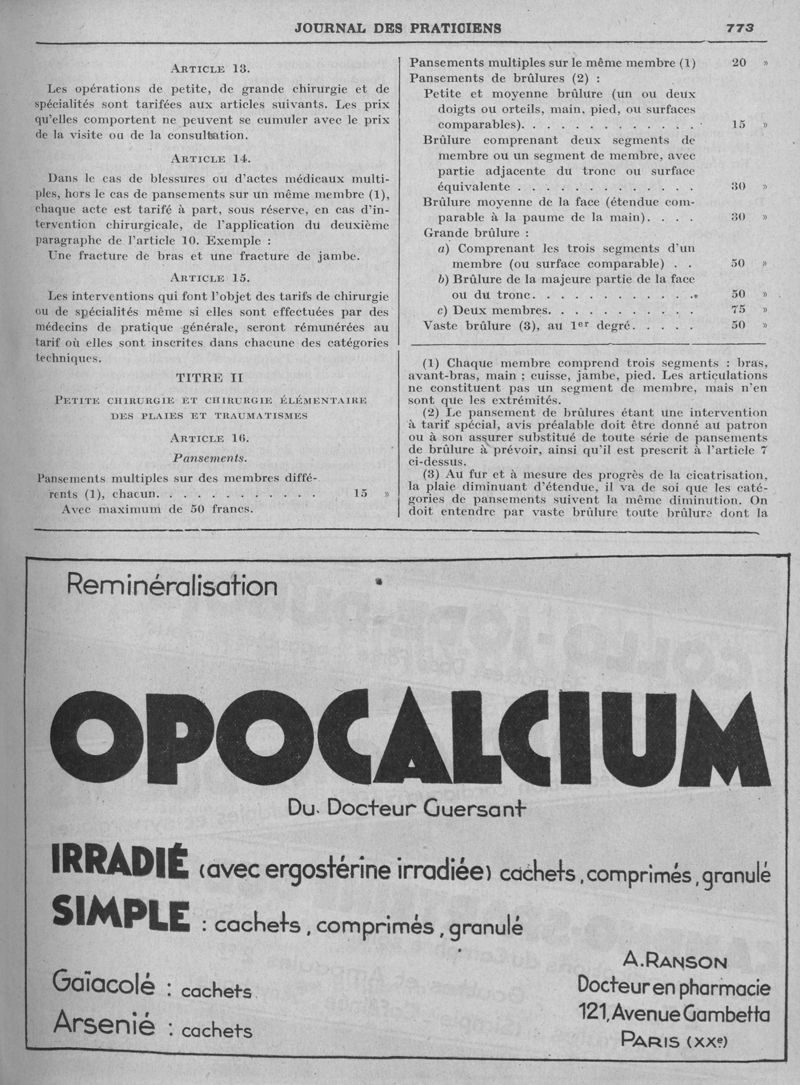 JOURNAL DES PRATICIENS 773
ARTICLE 13.
Les opérations de petite, de grande chirurgie et de
spécialités sont tarifées aux articles suivants. Les prix
qu'elles comportent ne peuvent se cumuler avec le prix
de la visite ou de la consultation.
ARTICLE 14.
Dans le cas de blessures ou d'actes médicaux multi-
ples, hors le cas de pansements sur un même membre (1),
chaque acte est tarifé à part, sous réserve, en cas d'in-
tervention chirurgicale, de l'application du deuxième
paragraphe de l'article 10. Exemple :
Une fracture de bras et une fracture de jambe.
ARTICLE 15.
Les interventions qui font l'objet des tarifs de chirurgie
ou de spécialités même si elles sont effectuées par des
médecins de pratique générale, seront rémunérées au
tarif où elles sont inscrites dans chacune des catégories
techniques.
TITRE II
PETITE CHIRURGIE ET CHIRURGIE ÉLÉMENTAIRE
DES PLAIES ET TRAUMATISMES
ARTICLE 16.
Pansements.
Pansements multiples sur des membres diffé-
rents (1), chacun. . . . . . . . . . . . 15 »
Avec maximum de 50 francs.
Pansements multiples sur le même membre (1) 20 »
Pansements de brûlures (2) :
Petite et moyenne brûlure (un ou deux
doigts ou orteils, main, pied, ou surfaces
comparables). . . . . . . . . . . . . 15 »
Brûlure comprenant deux segments de
membre ou un segment de membre, avec
partie adjacente du tronc ou surface
équivalente . . . . . . . . . . . . . 30 »
Brûlure moyenne de la face (étendue com-
parable à la paume de la main). . . . 30 »
Grande brûlure :
a) Comprenant les trois segments d'un
membre (ou surface comparable) . . 50 »
b) Brûlure de la majeure partie de la face
ou du tronc. . . . . . . . . . . . . 50 »
c) Deux membres. . . . . . . . . . . 75 »
Vaste brûlure (3), au 1er degré. . . . . 50 »
(1) Chaque membre comprend trois segments : bras,
avant-bras, main ; cuisse, jambe, pied. Les articulations
ne constituent pas un segment de membre, mais n'en
sont que les extrémités.
(2) Le pansement de brûlures étant une intervention
à tarif spécial, avis préalable doit être donné au patron
ou à son assurer substitué de toute série de pansements
de brûlure à prévoir, ainsi qu'il est prescrit à l'article 7
ci-dessus.
(3) Au fur et à mesure des progrès de la cicatrisation,
la plaie diminuant d'étendue, il va de soi que les caté-
gories de pansements suivent la même diminution. On
doit entendre par vaste brûlure toute brûlure dont la
Reminéralisation
OPOCALCIUM
Du Docteur Guersant
IRRADIÉ (avec ergostérine irradiée) cachets, comprimés, granulé
SIMPLE : cachets, comprimés, granulé
Gaïacolé : cachets
Arsenié : cachets
A. RANSON
Docteur en pharmacie
121, Avenue Gambetta
PARIS (XXe)